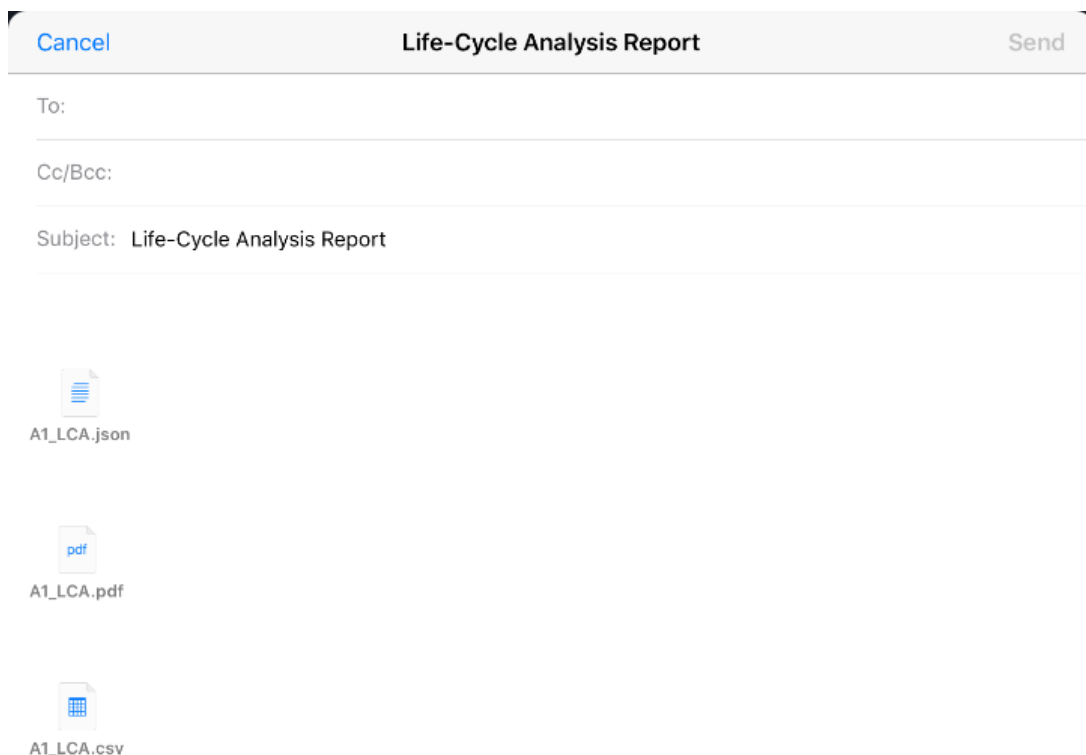 Cancel Life-Cycle Analysis Report Send
To:
Cc/Bcc:
Subject: Life-Cycle Analysis Report
A1_LCA.json
pdf
A1_LCA.pdf
A1_LCA.csv